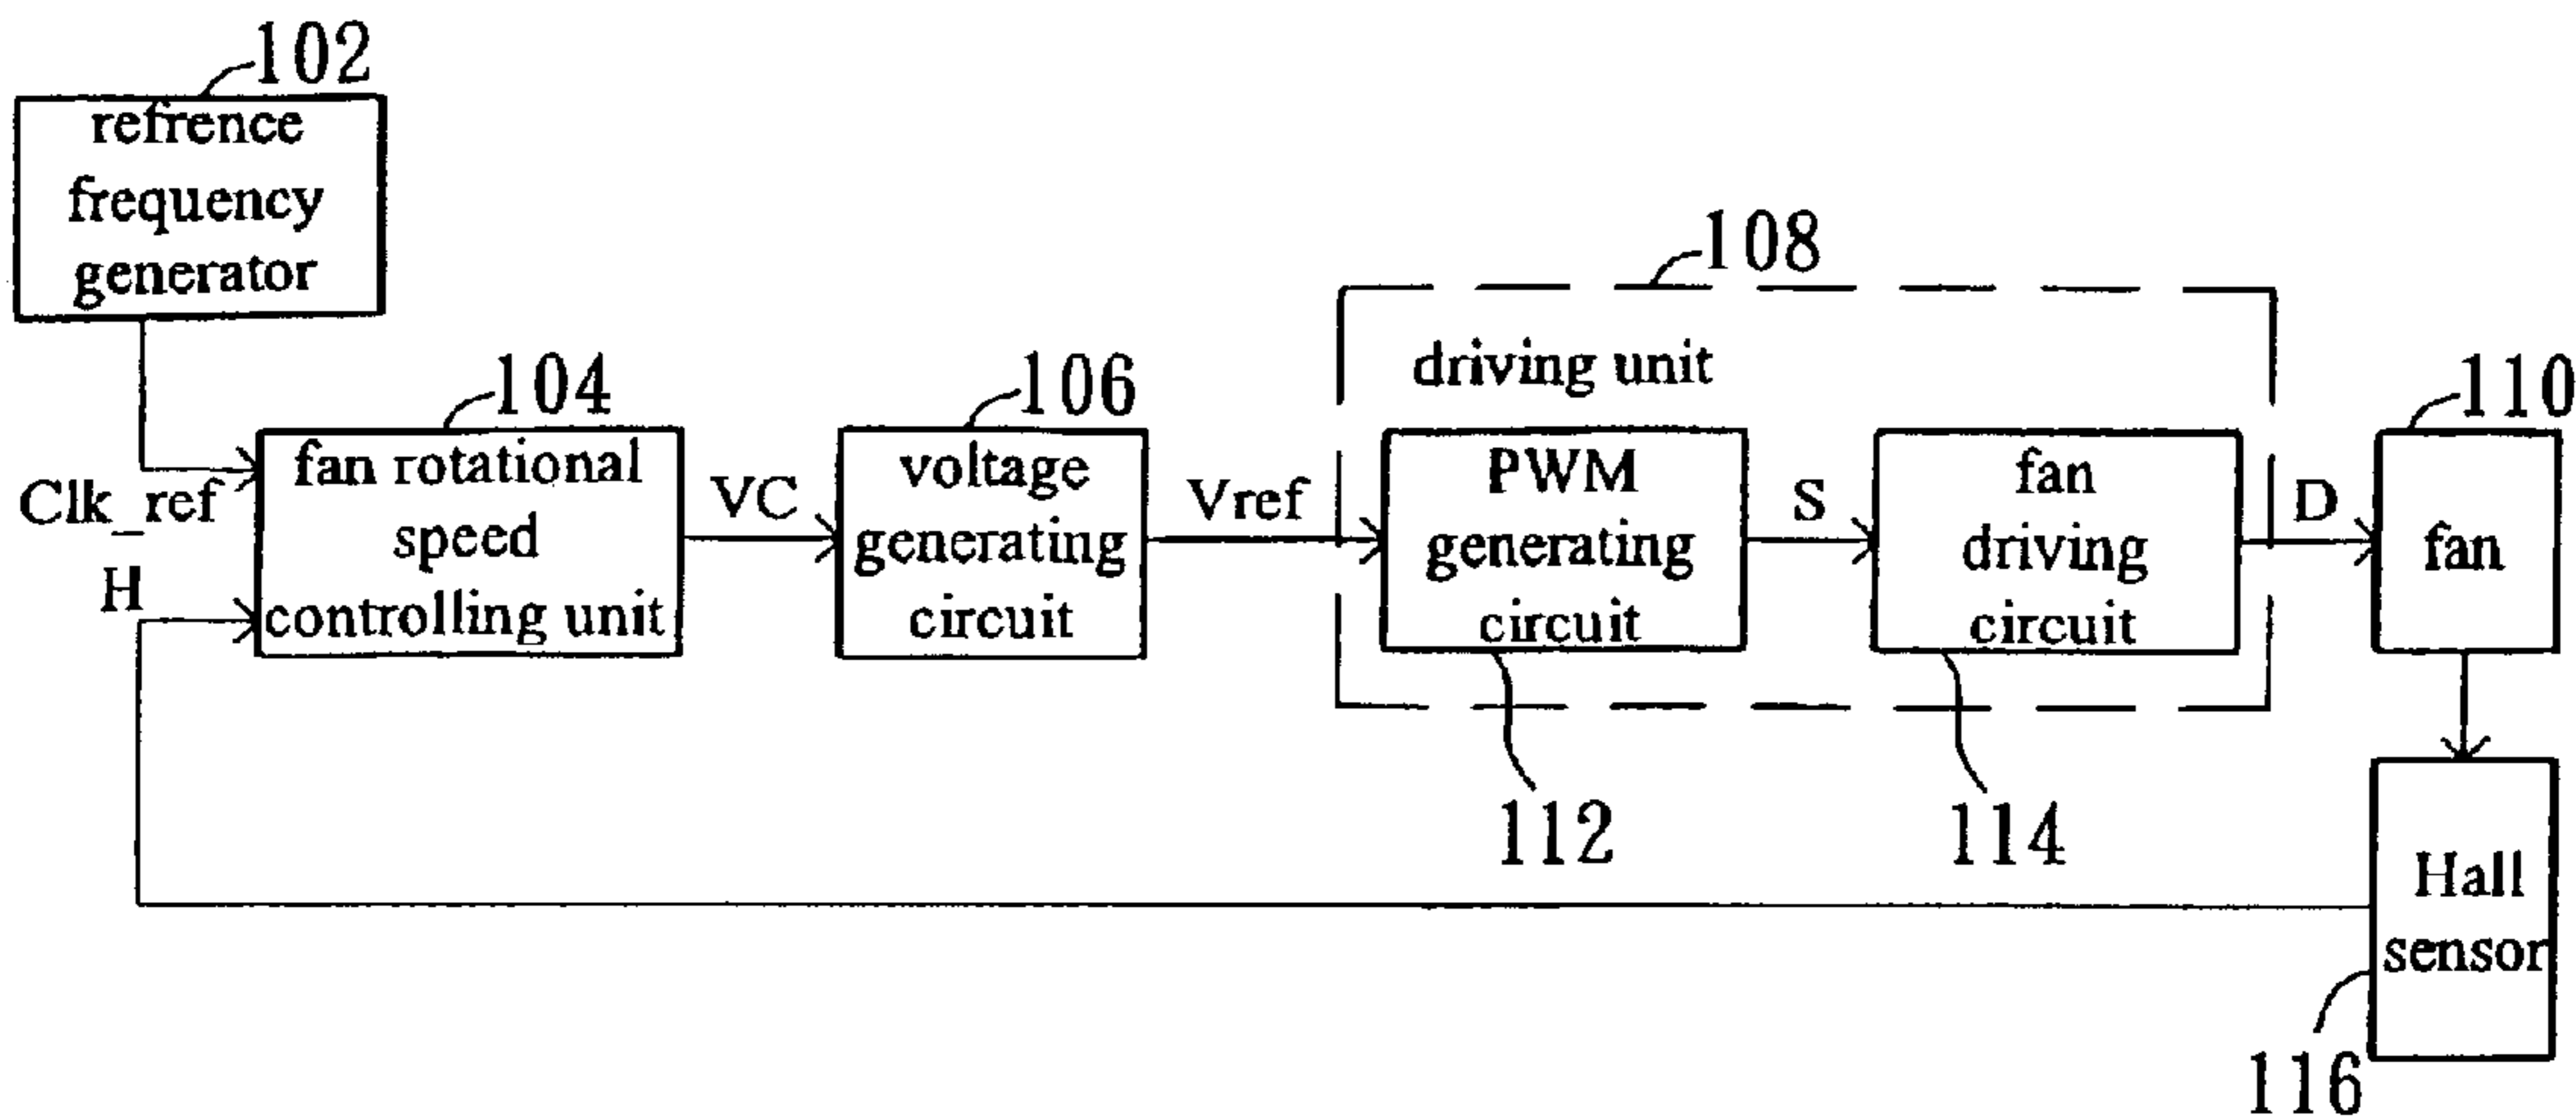 102
refrence
frequency
generator
108
driving unit
104
106
110
Clk_ref
H
fan rotational
speed
controlling unit
VC
voltage
generating
circuit
Vref
PWM
generating
circuit
S
fan
driving
circuit
D
fan
112
114
Hall
sensor
116